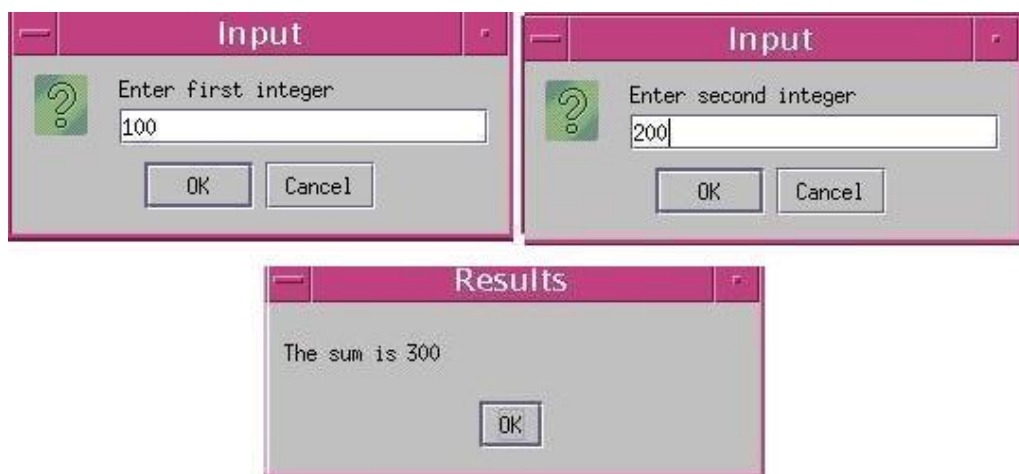 Input
Enter first integer
100
OK Cancel
Input
Enter second integer
200
OK Cancel
Results
The sum is 300
OK